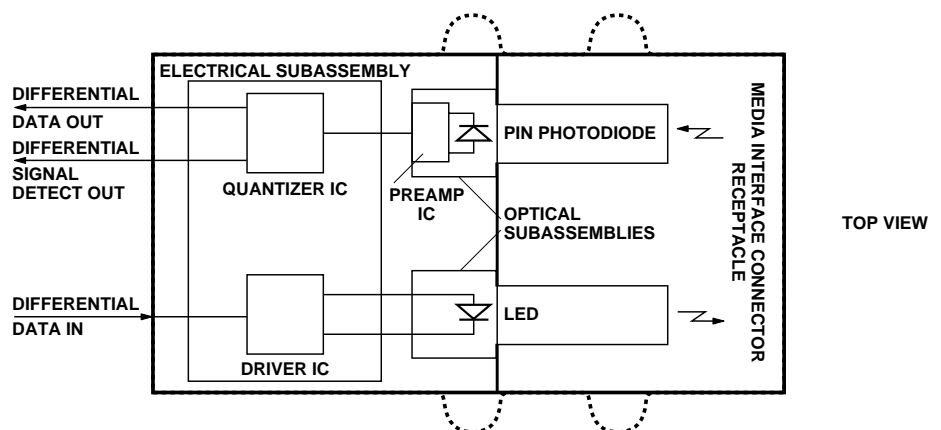 ELECTRICAL SUBASSEMBLY
DIFFERENTIAL
DATA OUT
DIFFERENTIAL
SIGNAL
DETECT OUT
QUANTIZER IC
PREAMP
IC
PIN PHOTODIODE
OPTICAL
SUBASSEMBLIES
DIFFERENTIAL
DATA IN
DRIVER IC
LED
MEDIA INTERFACE CONNECTOR
RECEPTACLE
TOP VIEW